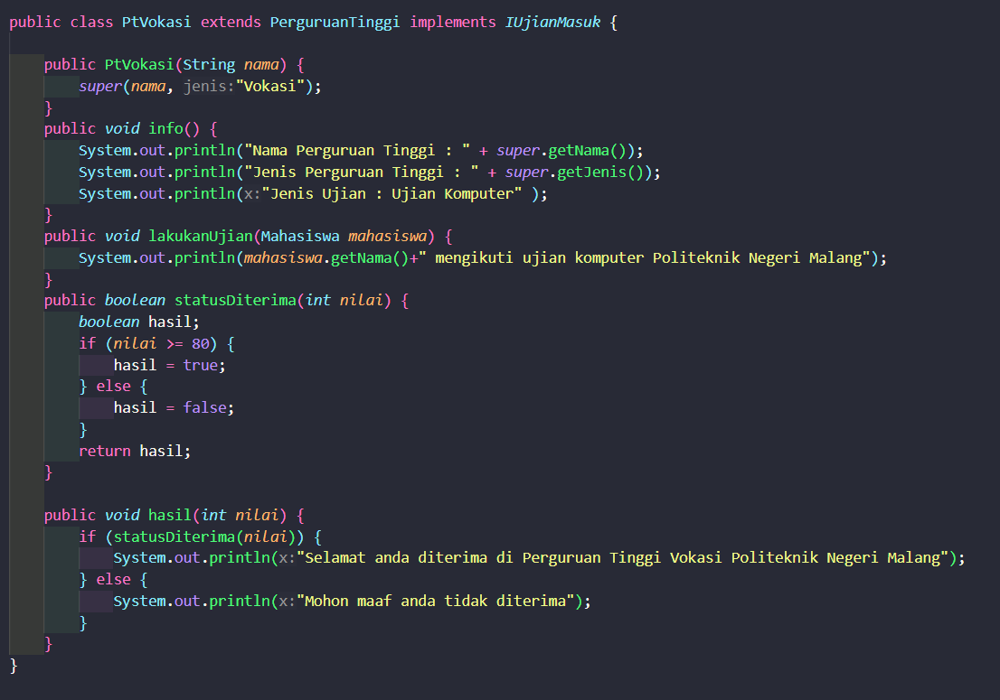 public class PtVokasi extends PerguruanTinggi implements IUjianMasuk {
public PtVokasi(String nama) {
super(nama, jenis:"Vokasi");
}
public void info() {
System.out.println("Nama Perguruan Tinggi : " + super.getNama());
System.out.println("Jenis Perguruan Tinggi : " + super.getJenis());
System.out.println(x:"Jenis Ujian : Ujian Komputer" );
}
public void lakukanUjian(Mahasiswa mahasiswa) {
System.out.println(mahasiswa.getNama()+" mengikuti ujian komputer Politeknik Negeri Malang");
}
public boolean statusDiterima(int nilai) {
boolean hasil;
if (nilai >= 80) {
hasil = true;
} else {
hasil = false;
}
return hasil;
}
public void hasil(int nilai) {
if (statusDiterima(nilai)) {
System.out.println(x:"Selamat anda diterima di Perguruan Tinggi Vokasi Politeknik Negeri Malang");
} else {
System.out.println(x:"Mohon maaf anda tidak diterima");
}
}
}